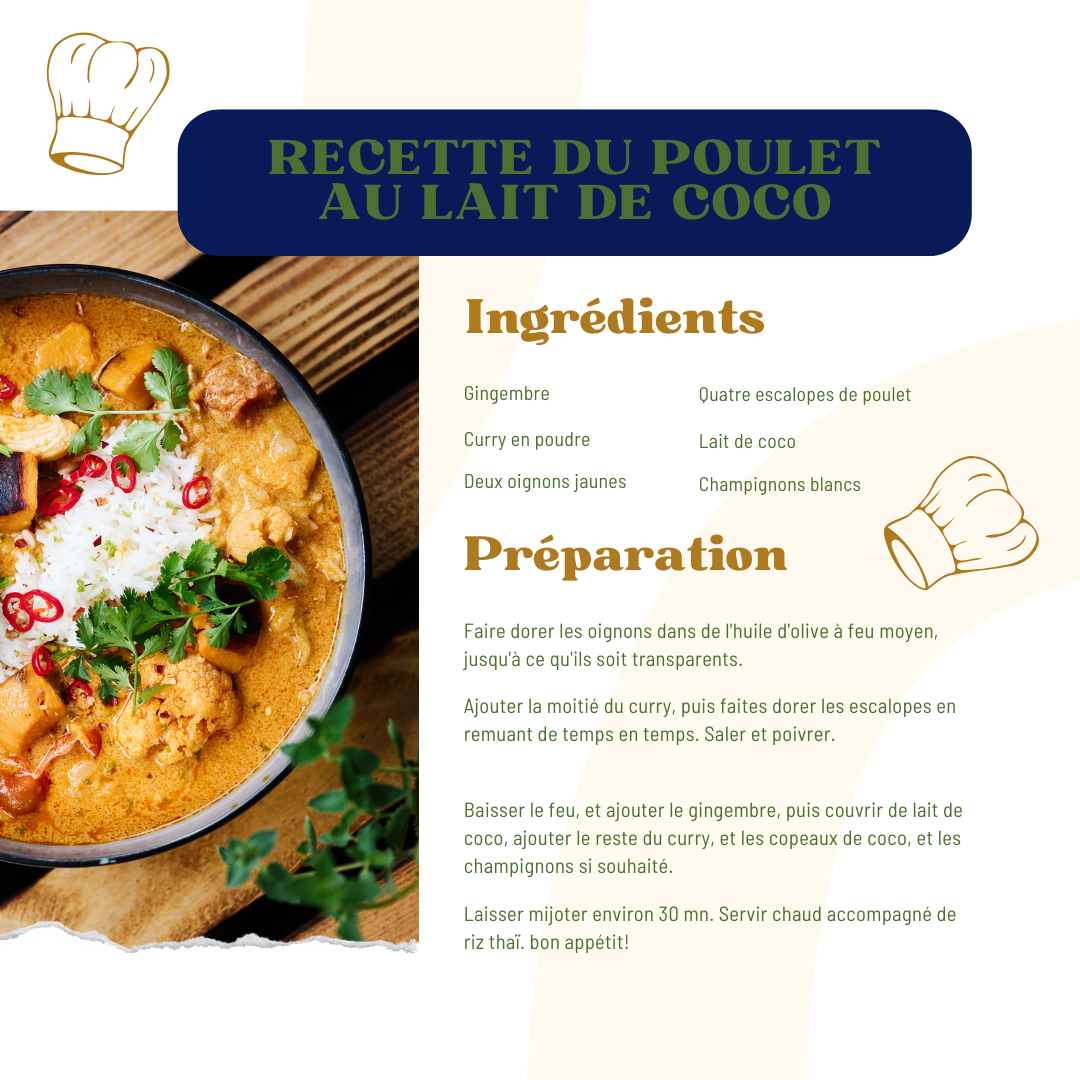 RECETTE DU POULET
AU LAIT DE COCO
Ingrédients
Gingembre
Quatre escalopes de poulet
Curry en poudre
Lait de coco
Deux oignons jaunes
Champignons blancs
Préparation
Faire dorer les oignons dans de l'huile d'olive à feu moyen,
jusqu'à ce qu'ils soit transparents.
Ajouter la moitié du curry, puis faites dorer les escalopes en
remuant de temps en temps. Saler et poivrer.
Baisser le feu, et ajouter le gingembre, puis couvrir de lait de
coco, ajouter le reste du curry, et les copeaux de coco, et les
champignons si souhaité.
Laisser mijoter environ 30 mn. Servir chaud accompagné de
riz thaï. bon appétit!